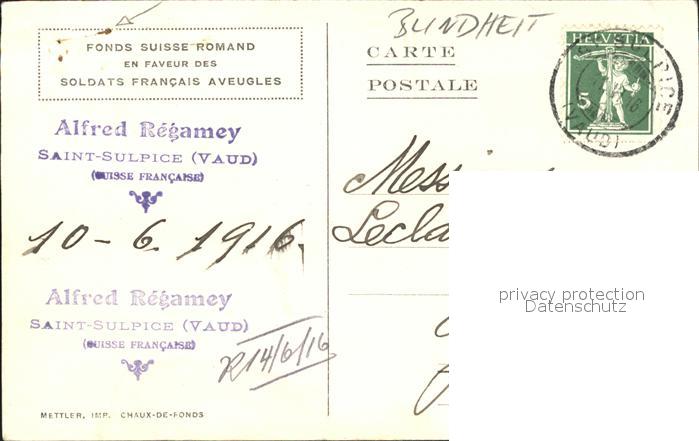 BLINDHEIT
FONDS SUISSE ROMAND
EN FAVEUR DES
SOLDATS FRANÇAIS AVEUGLES
CARTE
POSTALE
HELVETIA
5
(VAUD)
Alfred Régamey
SAINT-SULPICE (VAUD)
(SUISSE FRANÇAISE)
10-6. 1916.
Alfred Régamey
SAINT-SULPICE (VAUD)
(SUISSE FRANÇAISE)
R 14/6/16
privacy protection
Datenschutz
METTLER, IMP. CHAUX-DE-FONDS